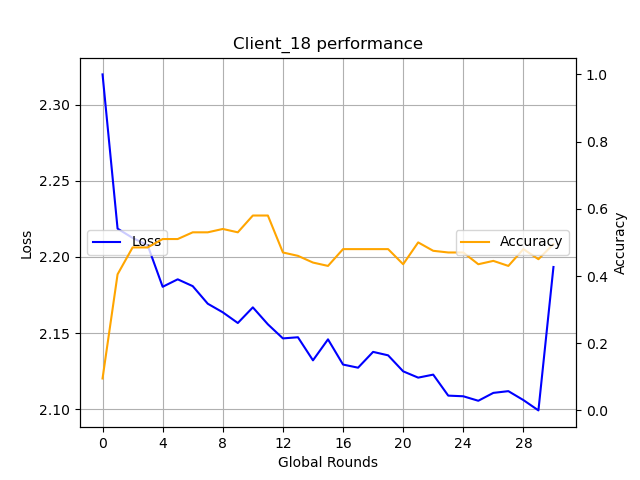 Client_18 performance
2.30
2.25
2.20
2.15
2.10
Loss
Loss
Accuracy
1.0
0.8
0.6
0.4
0.2
0.0
Accuracy
0 4 8 12 16 20 24 28
Global Rounds